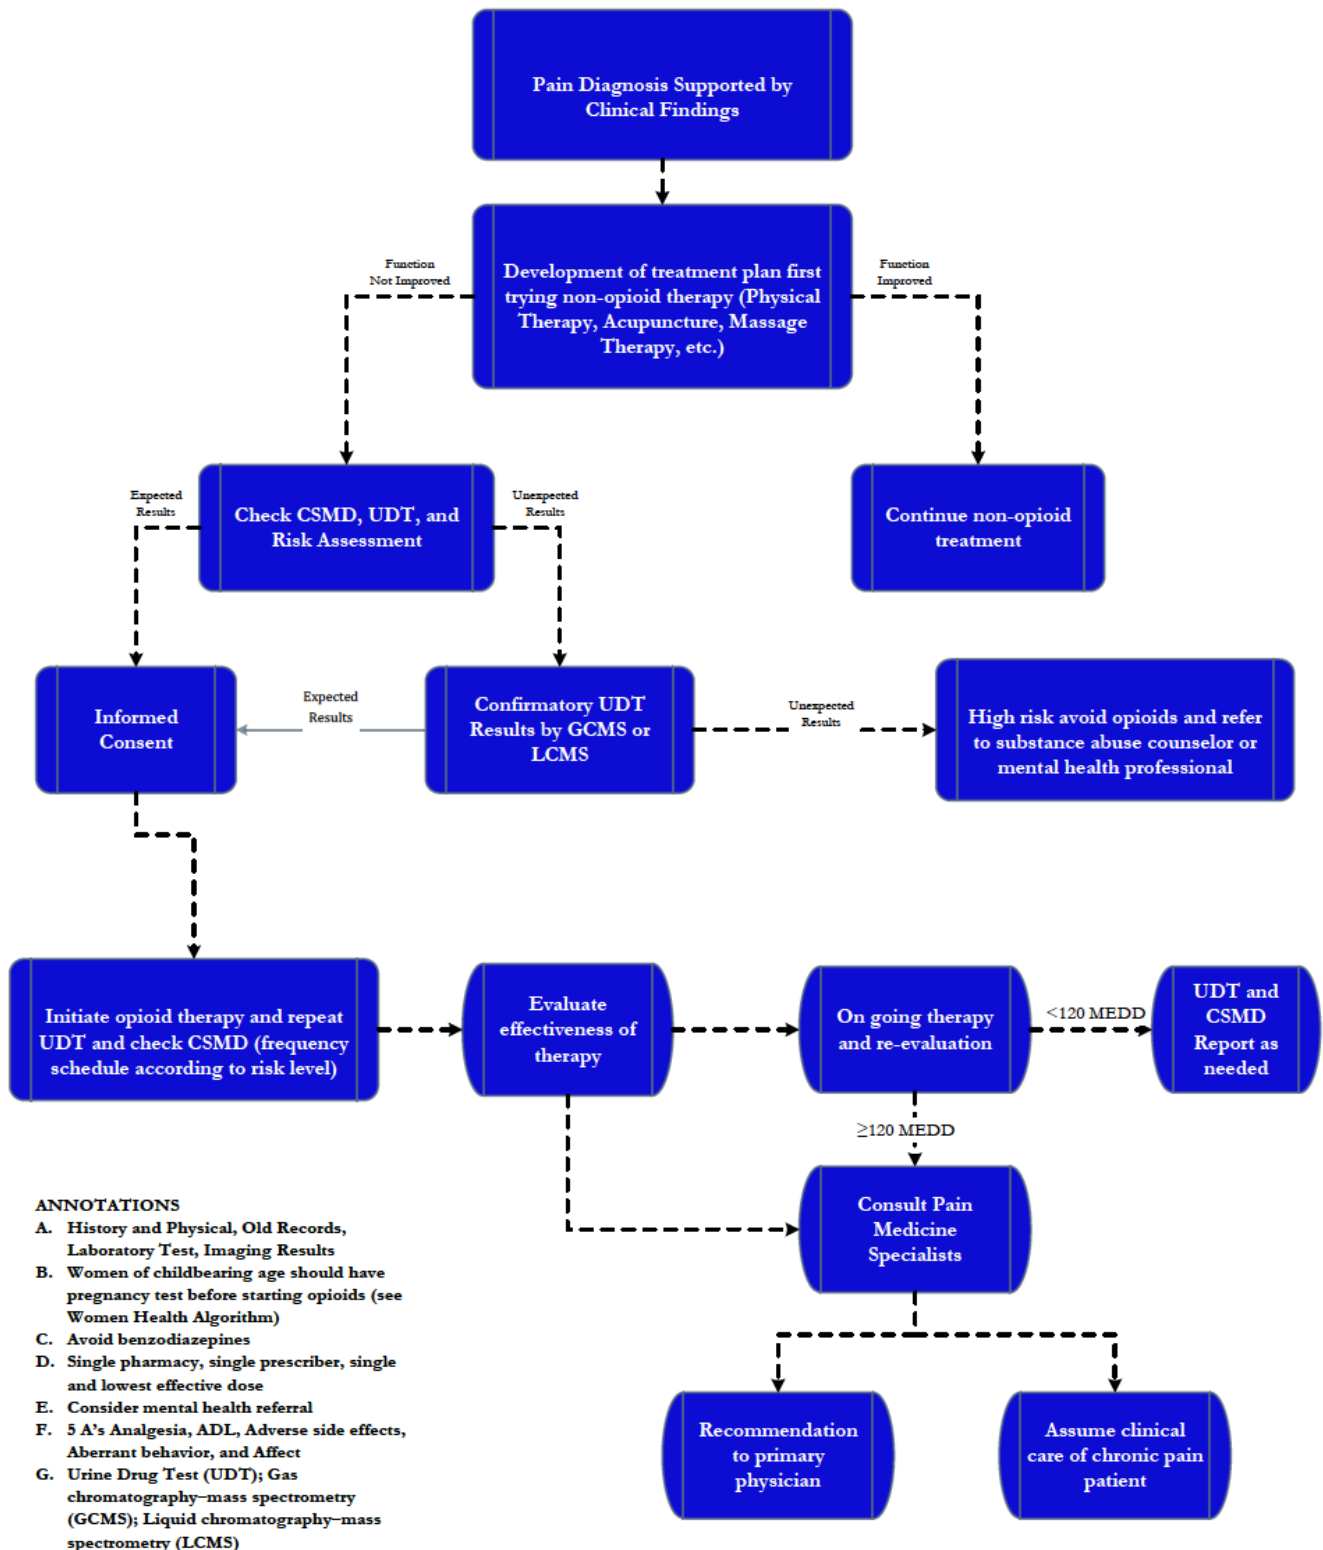 Pain Diagnosis Supported by
Clinical Findings
Function
Not Improved
Development of treatment plan first
trying non-opioid therapy (Physical
Therapy, Acupuncture, Massage
Therapy, etc.)
Function
Improved
Expected
Results
Check CSMD, UDT, and
Risk Assessment
Unexpected
Results
Continue non-opioid
treatment
Informed
Consent
Expected
Results
Confirmatory UDT
Results by GCMS or
LCMS
Unexpected
Results
High risk avoid opioids and refer
to substance abuse counselor or
mental health professional
Initiate opioid therapy and repeat
UDT and check CSMD (frequency
schedule according to risk level)
Evaluate
effectiveness of
therapy
On going therapy
and re-evaluation
<120 MEDD
UDT and
CSMD
Report as
needed
≥120 MEDD
Consult Pain
Medicine
Specialists
Recommendation
to primary
physician
Assume clinical
care of chronic pain
patient
ANNOTATIONS
A. History and Physical, Old Records,
Laboratory Test, Imaging Results
B. Women of childbearing age should have
pregnancy test before starting opioids (see
Women Health Algorithm)
C. Avoid benzodiazepines
D. Single pharmacy, single prescriber, single
and lowest effective dose
E. Consider mental health referral
F. 5 A's Analgesia, ADL, Adverse side effects,
Aberrant behavior, and Affect
G. Urine Drug Test (UDT); Gas
chromatography–mass spectrometry
(GCMS); Liquid chromatography–mass
spectrometry (LCMS)